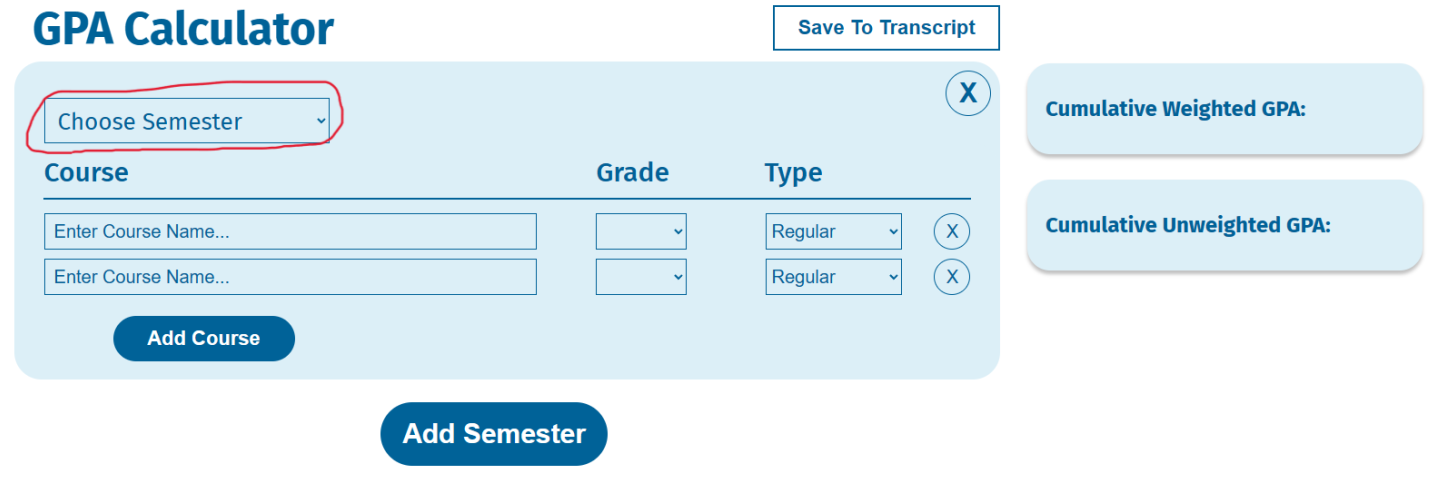 GPA Calculator
Save To Transcript
Choose Semester
X
Course Grade Type
Enter Course Name... Regular X
Enter Course Name... Regular X
Add Course
Add Semester
Cumulative Weighted GPA:
Cumulative Unweighted GPA: